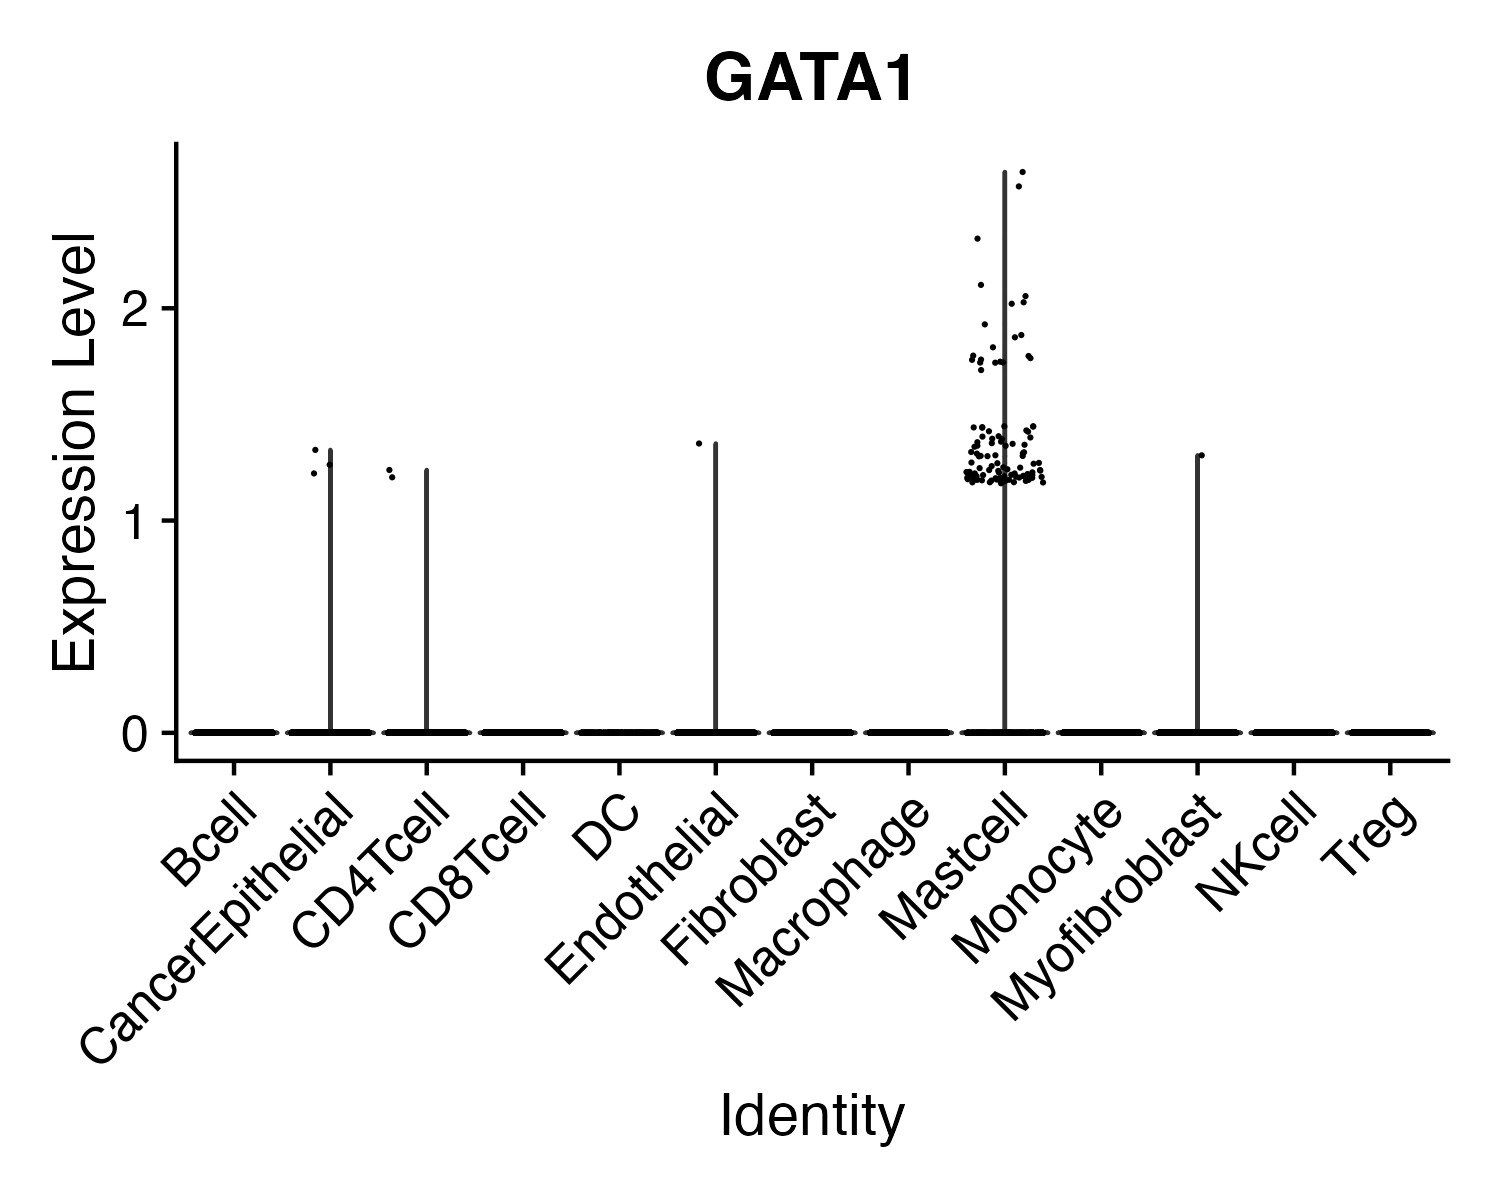 GATA1
Expression Level
2
1
0
Bcell
CancerEpithelial
CD4Tcell
CD8Tcell
DC
Endothelial
Fibroblast
Macrophage
Mastcell
Monocyte
Myofibroblast
NKcell
Treg
Identity